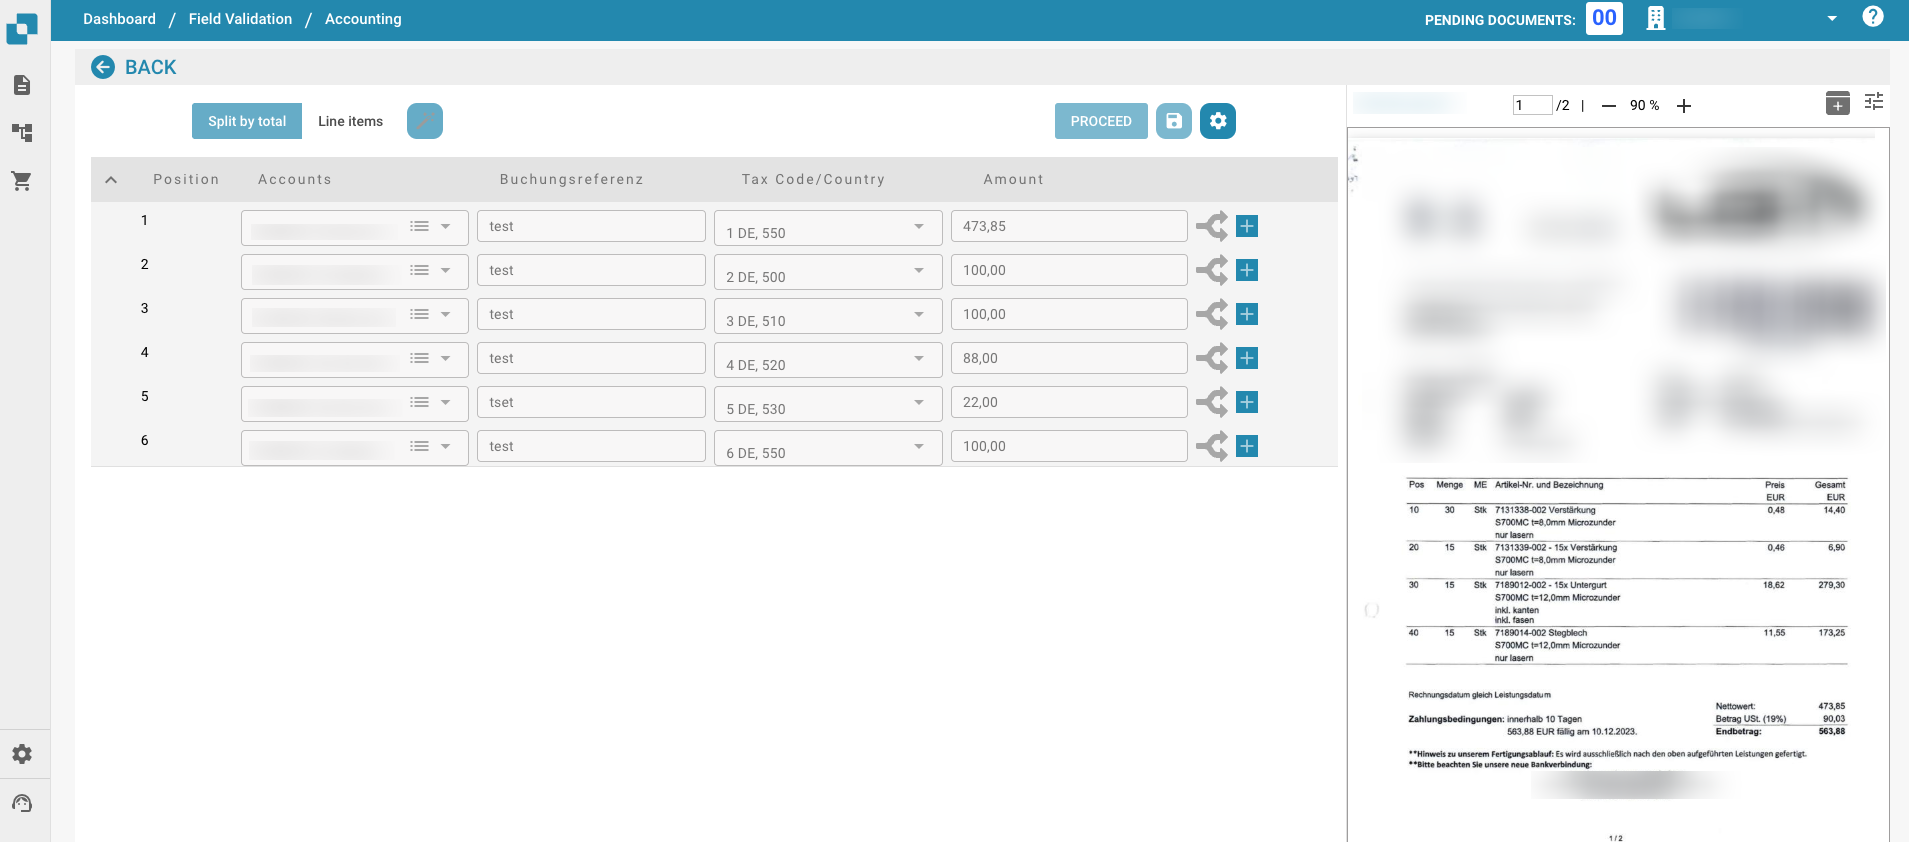 Dashboard / Field Validation / Accounting
PENDING DOCUMENTS: 00
BACK
Split by total Line items
PROCEED
1 /2 | — 90 % +
Position Accounts Buchungsreferenz Tax Code/Country Amount
1 test 1 DE, 550 473,85
2 test 2 DE, 500 100,00
3 test 3 DE, 510 100,00
4 test 4 DE, 520 88,00
5 tset 5 DE, 530 22,00
6 test 6 DE, 550 100,00
Pos Menge ME Artikel-Nr. und Bezeichnung Preis Gesamt
EUR EUR
10 30 Stk 7131338-002 Verstärkung 0,48 14,40
S700MC t=8,0mm Microzunder
nur lasern
20 15 Stk 7131339-002 - 15x Verstärkung 0,46 6,90
S700MC t=8,0mm Microzunder
nur lasern
30 15 Stk 7189012-002 - 15x Untergurt 18,62 279,30
S700MC t=12,0mm Microzunder
inkl. kanten
inkl. fasen
40 15 Stk 7189014-002 Stegblech 11,55 173,25
S700MC t=12,0mm Microzunder
nur lasern
Rechnungsdatum gleich Leistungsdatum
Nettowert: 473,85
Zahlungsbedingungen: innerhalb 10 Tagen Betrag USt. (19%) 90,03
563,88 EUR fällig am 10.12.2023. Endbetrag: 563,88
**Hinweis zu unserem Fertigungsablauf: Es wird ausschließlich nach den oben aufgeführten Leistungen gefertigt.
**Bitte beachten Sie unsere neue Bankverbindung:
1 / 2